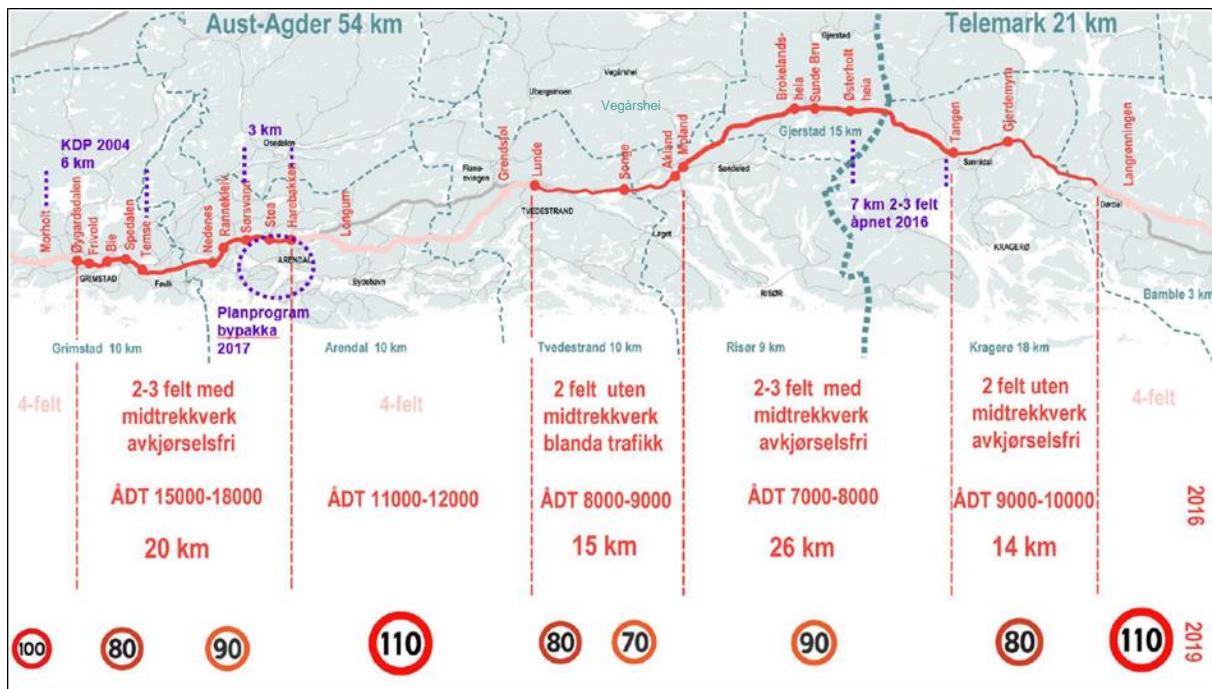 Aust-Agder 54 km
Telemark 21 km
Gjerstad
Vegårshei
Ubergsmoen
Vegårshei
Brokelands-
heia
Sunde Bru
Østerholt
heia
Gjerstad 15 km
Tangen
Gjerdemyra
Sannidal
Langrønningen
Dørdal
KDP 2004
6 km
3 km
Osedalen
Morholt
Øygardsdalen
Frivold
Bie
Spedalen
Temse
Nedenes
Rannekleiv
Sørsvann
Stoa
Harebakken
Longum
Grendstøl
Flana-
svingen
Lunde
Songe
Akland
Moland
Søndeled
TVEDESTRAND
Laget
7 km 2-3 felt
åpnet 2016
GRIMSTAD
Fevik
ARENDAL
Eydehavn
RISØR
KRAGERØ
Planprogram
bypakka
2017
Bamble 3 km
Grimstad 10 km
Arendal 10 km
Tvedestrand 10 km
Risør 9 km
Kragerø 18 km
4-felt
2-3 felt med
midtrekkverk
avkjørselsfri
4-felt
2 felt uten
midtrekkverk
blanda trafikk
2-3 felt med
midtrekkverk
avkjørselsfri
2 felt uten
midtrekkverk
avkjørselsfri
4-felt
ÅDT 15000-18000
ÅDT 11000-12000
ÅDT 8000-9000
ÅDT 7000-8000
ÅDT 9000-10000
2016
20 km
15 km
26 km
14 km
100
80
90
110
80
70
90
80
110
2019